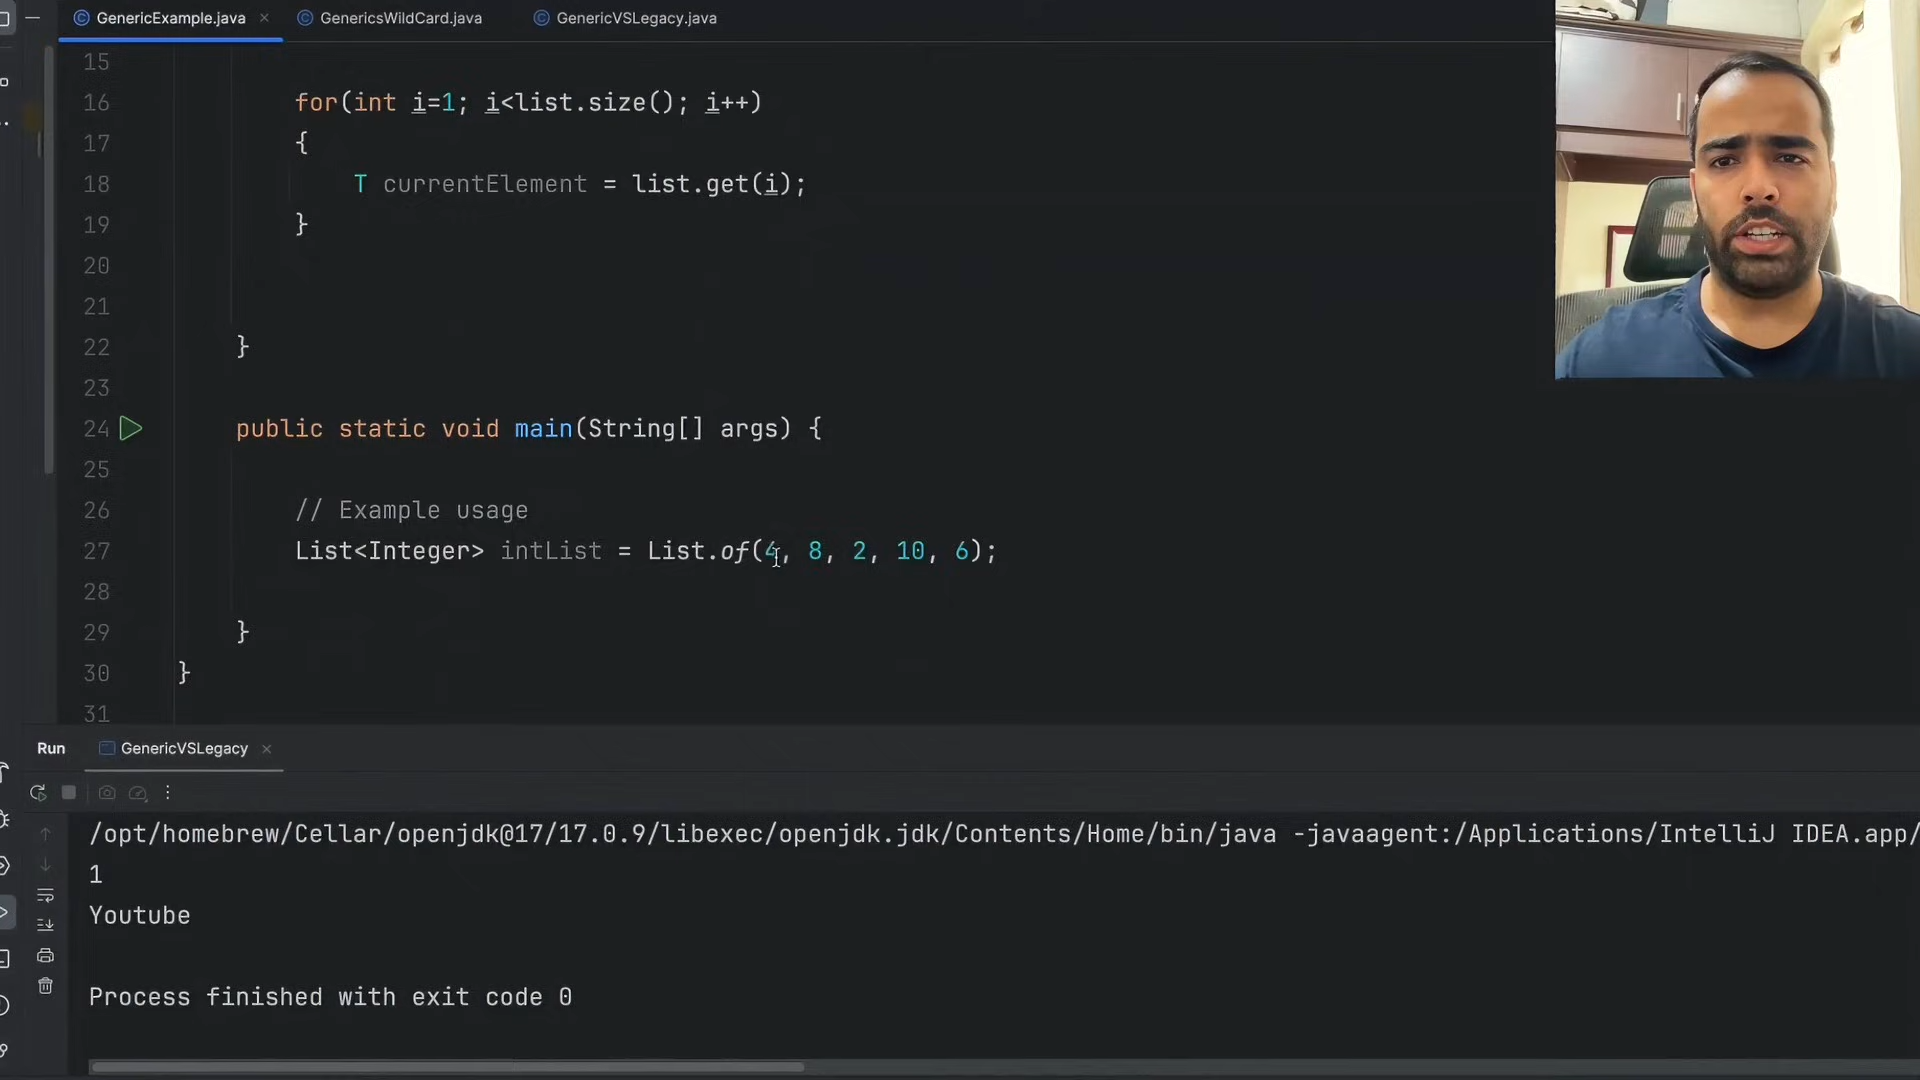 GenericExample.java
GenericsWildCard.java
GenericVSLegacy.java
15
16 for(int i=1; i<list.size(); i++)
17 {
18 T currentElement = list.get(i);
19 }
20
21
22 }
23
24 public static void main(String[] args) {
25
26 // Example usage
27 List<Integer> intList = List.of(4, 8, 2, 10, 6);
28
29 }
30 }
31
Run GenericVSLegacy
/opt/homebrew/Cellar/openjdk@17/17.0.9/libexec/openjdk.jdk/Contents/Home/bin/java -javaagent:/Applications/IntelliJ IDEA.app/
1
Youtube
Process finished with exit code 0